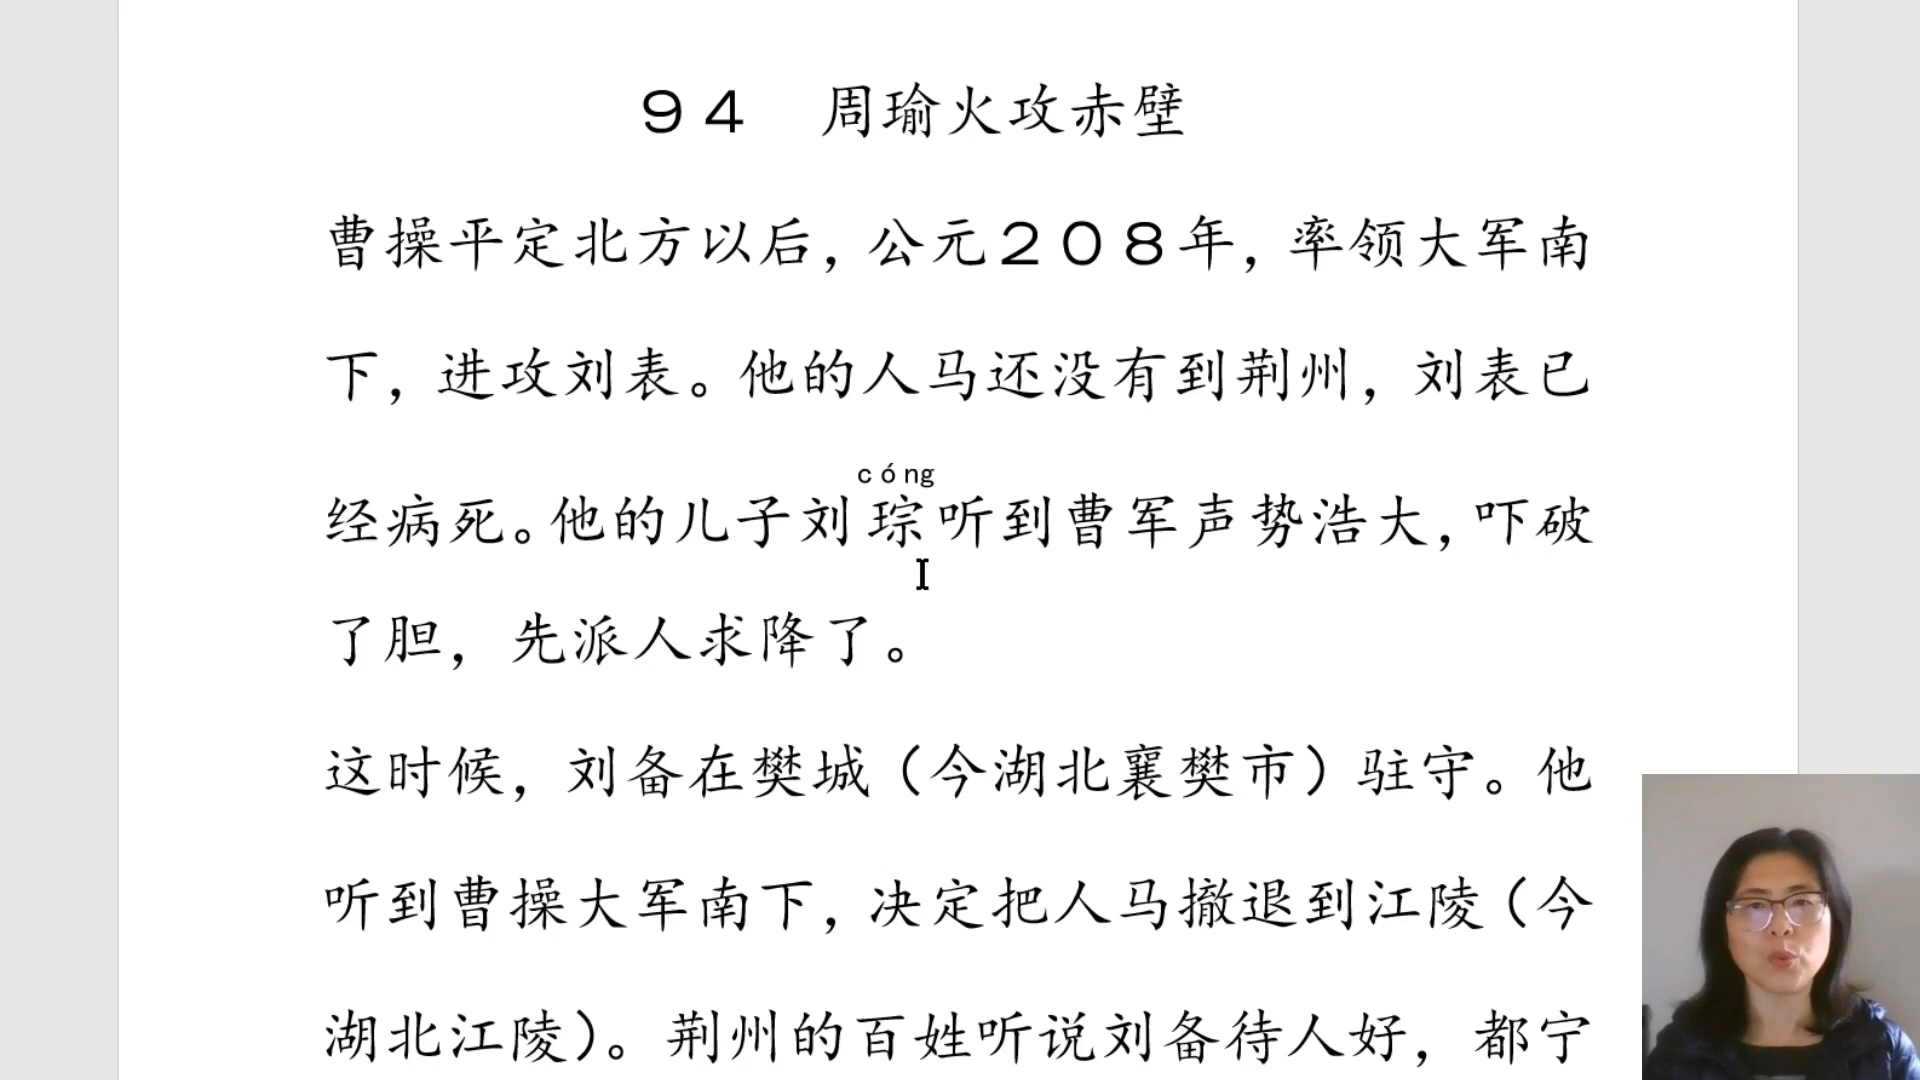 94　周瑜火攻赤壁
曹操平定北方以后，公元208年，率领大军南
下，进攻刘表。他的人马还没有到荆州，刘表已
cóng
经病死。他的儿子刘琮听到曹军声势浩大，吓破
了胆，先派人求降了。
这时候，刘备在樊城（今湖北襄樊市）驻守。他
听到曹操大军南下，决定把人马撤退到江陵（今
湖北江陵）。荆州的百姓听说刘备待人好，都宁